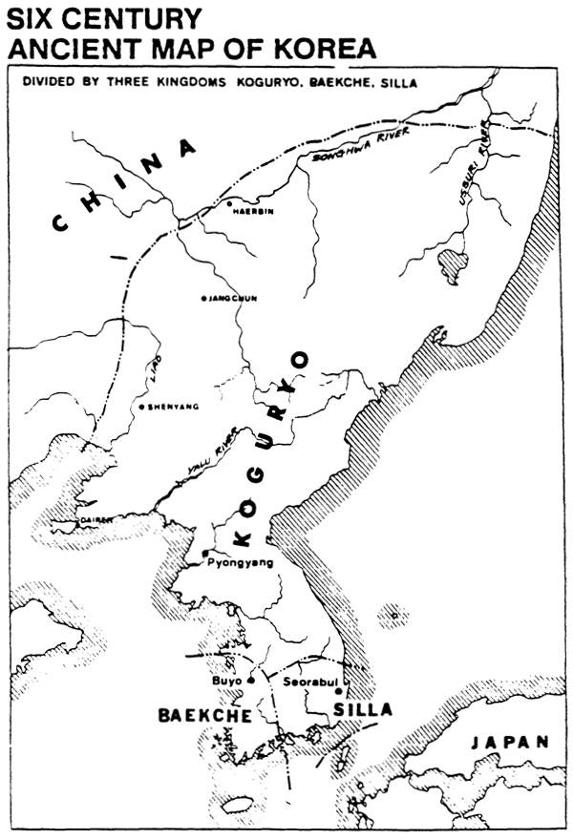 SIX CENTURY
ANCIENT MAP OF KOREA
DIVIDED BY THREE KINGDOMS KOGURYO, BAEKCHE, SILLA
CHINA
SONGHWA RIVER
USSURI RIVER
HAERBIN
JANGCHUN
LIAO
SHENYANG
KOGURYO
YALU RIVER
DAIREN
Pyongyang
Buyo
Seorabul
BAEKCHE
SILLA
JAPAN